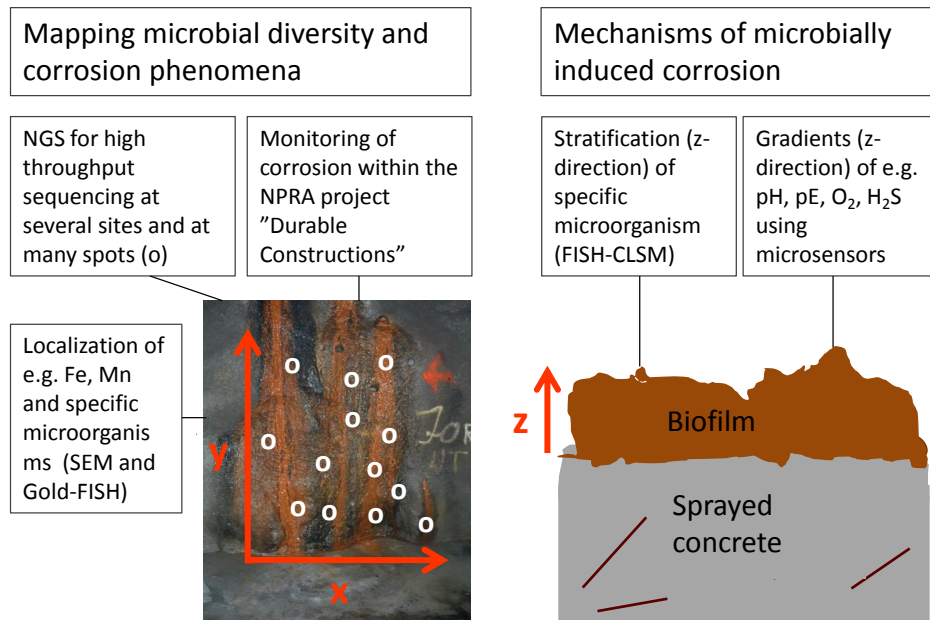 Mapping microbial diversity and
corrosion phenomena
Mechanisms of microbially
induced corrosion
NGS for high
throughput
sequencing at
several sites and at
many spots (o)
Monitoring of
corrosion within the
NPRA project
”Durable
Constructions”
Stratification (z-
direction) of
specific
microorganism
(FISH-CLSM)
Gradients (z-
direction) of e.g.
pH, pE, O₂, H₂S
using
microsensors
Localization of
e.g. Fe, Mn
and specific
microorganis
ms (SEM and
Gold-FISH)
o
o
o
o
o
o
o
o
o
o
o
o
o
y
x
z
Biofilm
Sprayed
concrete